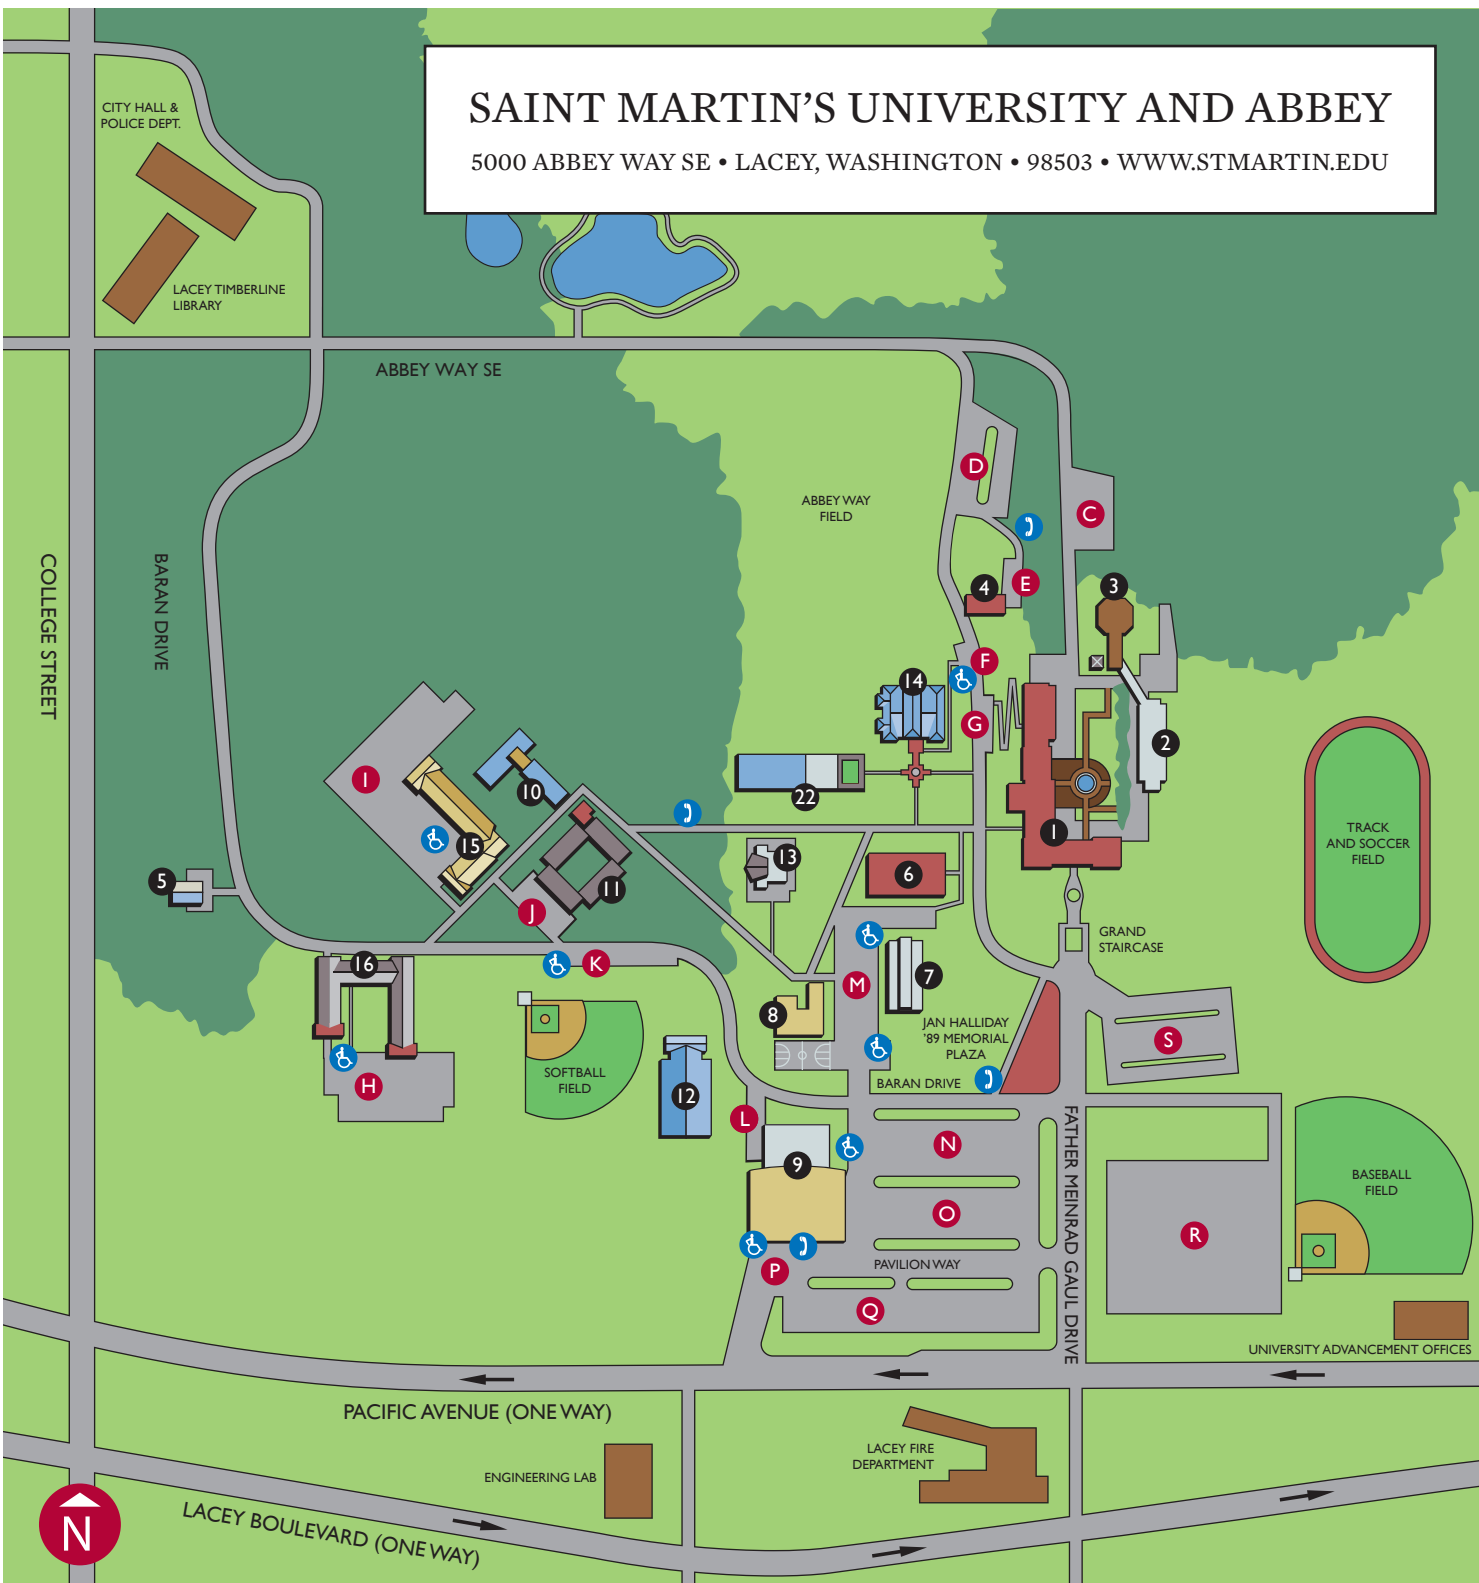 SAINT MARTIN’S UNIVERSITY AND ABBEY
5000 ABBEY WAY SE • LACEY, WASHINGTON • 98503 • WWW.STMARTIN.EDU
CITY HALL &
POLICE DEPT.
LACEY TIMBERLINE
LIBRARY
ABBEY WAY SE
COLLEGE STREET
BARAN DRIVE
ABBEY WAY
FIELD
D
C
E
4
3
F
14
G
2
I
10
22
1
15
13
6
5
11
J
TRACK
AND SOCCER
FIELD
GRAND
STAIRCASE
16
K
M
7
8
JAN HALLIDAY
'89 MEMORIAL
PLAZA
S
H
SOFTBALL
FIELD
12
BARAN DRIVE
L
N
9
O
P
PAVILION WAY
Q
FATHER MEINRAD GAUL DRIVE
R
BASEBALL
FIELD
UNIVERSITY ADVANCEMENT OFFICES
PACIFIC AVENUE (ONE WAY)
ENGINEERING LAB
LACEY FIRE
DEPARTMENT
LACEY BOULEVARD (ONE WAY)
N